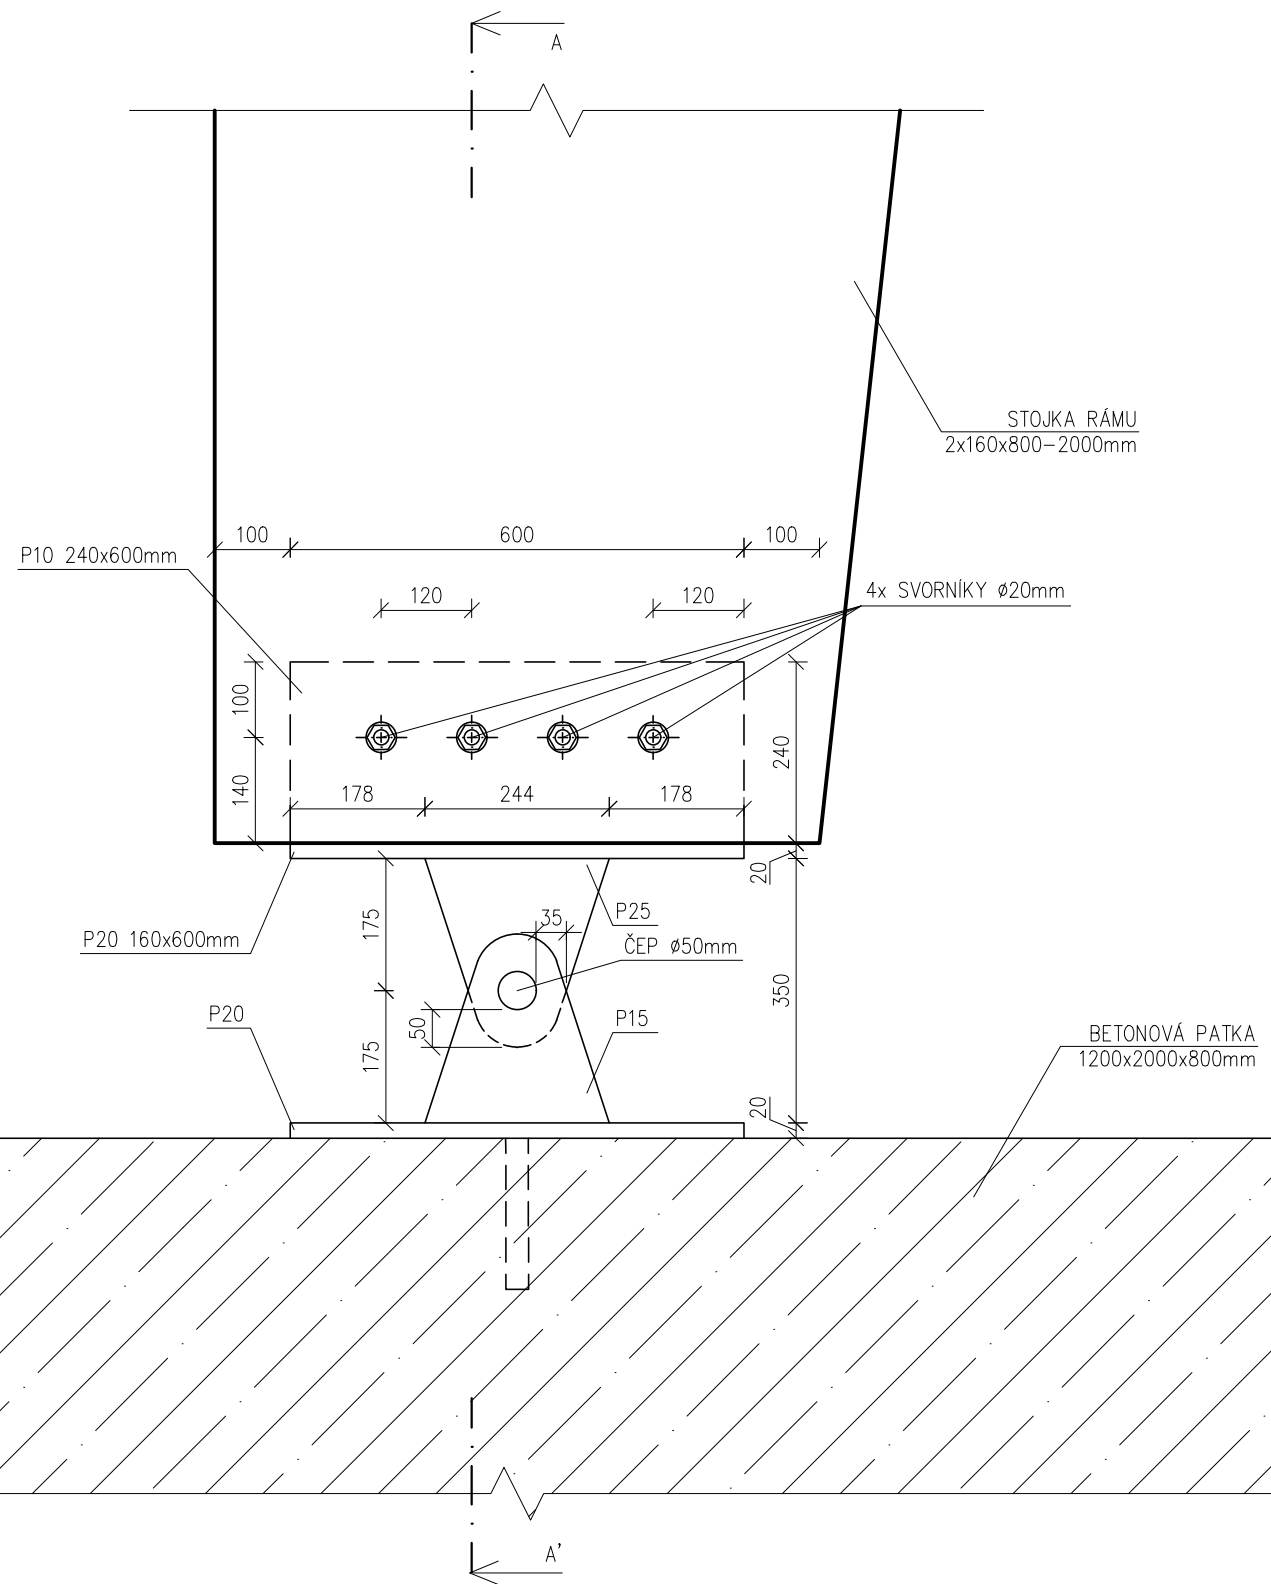 A
STOJKA RÁMU
2x160x800-2000mm
100
600
100
P10 240x600mm
120
120
4x SVORNÍKY ø20mm
100
140
240
178
244
178
20
175
35
P25
P20 160x600mm
ČEP ø50mm
350
P20
50
175
P15
BETONOVÁ PATKA
1200x2000x800mm
20
A'